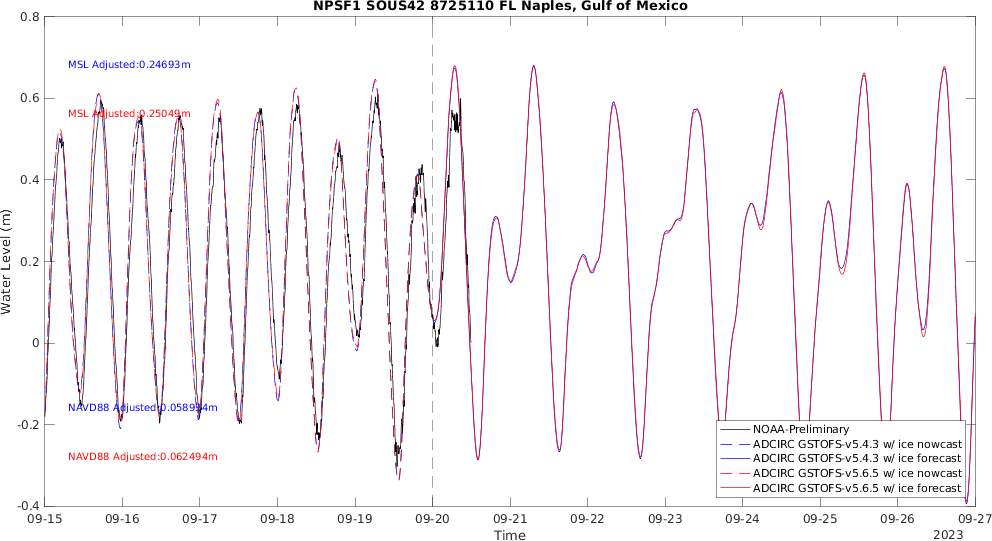 NPSF1 SOUS42 8725110 FL Naples, Gulf of Mexico
0.8
0.6
0.4
0.2
0
-0.2
-0.4
Water Level (m)
MSL Adjusted:0.24693m
MSL Adjusted:0.25049m
NAVD88 Adjusted:0.058934m
NAVD88 Adjusted:0.062494m
NOAA-Preliminary
ADCIRC GSTOFS-v5.4.3 w/ ice nowcast
ADCIRC GSTOFS-v5.4.3 w/ ice forecast
ADCIRC GSTOFS-v5.6.5 w/ ice nowcast
ADCIRC GSTOFS-v5.6.5 w/ ice forecast
09-15 09-16 09-17 09-18 09-19 09-20 09-21 09-22 09-23 09-24 09-25 09-26 09-27
Time
2023